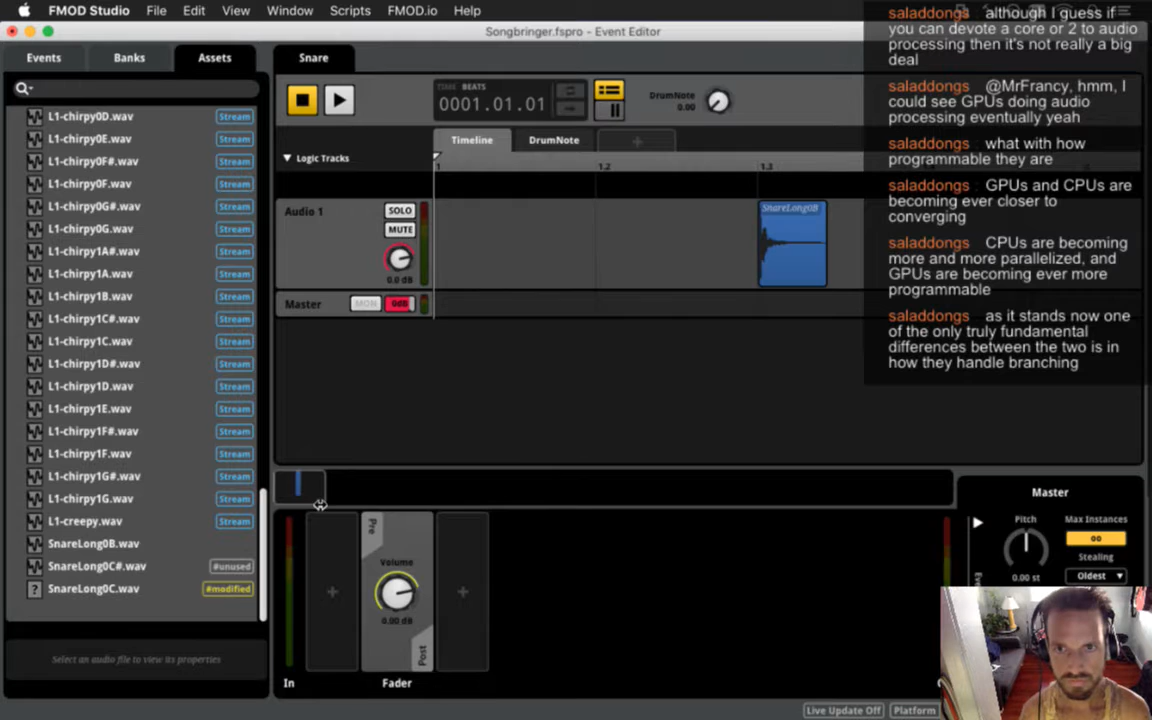 FMOD Studio File Edit View Window Scripts FMOD.io Help
Songbringer.fspro - Event Editor
Events Banks Assets
Snare
TIME BEATS
0001.01.01
DrumNote
0.00
Timeline DrumNote
Logic Tracks
1 1.2 1.3
Audio 1 SOLO
MUTE
0.0 dB
SnareLong0B
Master MON 0dB
L1-chirpy0D.wav Stream
L1-chirpy0E.wav Stream
L1-chirpy0F#.wav Stream
L1-chirpy0F.wav Stream
L1-chirpy0G#.wav Stream
L1-chirpy0G.wav Stream
L1-chirpy1A#.wav Stream
L1-chirpy1A.wav Stream
L1-chirpy1B.wav Stream
L1-chirpy1C#.wav Stream
L1-chirpy1C.wav Stream
L1-chirpy1D#.wav Stream
L1-chirpy1D.wav Stream
L1-chirpy1E.wav Stream
L1-chirpy1F#.wav Stream
L1-chirpy1F.wav Stream
L1-chirpy1G#.wav Stream
L1-chirpy1G.wav Stream
L1-creepy.wav Stream
SnareLong0B.wav
SnareLong0C#.wav #unused
SnareLong0C.wav #modified
Select an audio file to view its properties
saladdongs although I guess if
you can devote a core or 2 to audio
processing then it's not really a big
deal
saladdongs @MrFrancy, hmm, I
could see GPUs doing audio
processing eventually yeah
saladdongs what with how
programmable they are
saladdongs GPUs and CPUs are
becoming ever closer to
converging
saladdongs CPUs are becoming
more and more parallelized, and
GPUs are becoming ever more
programmable
saladdongs as it stands now one
of the only truly fundamental
differences between the two is in
how they handle branching
Pre
Volume
0.00 dB
Post
In Fader
Master
Pitch Max Instances
0.00 st
Stealing
Oldest
Live Update Off Platform